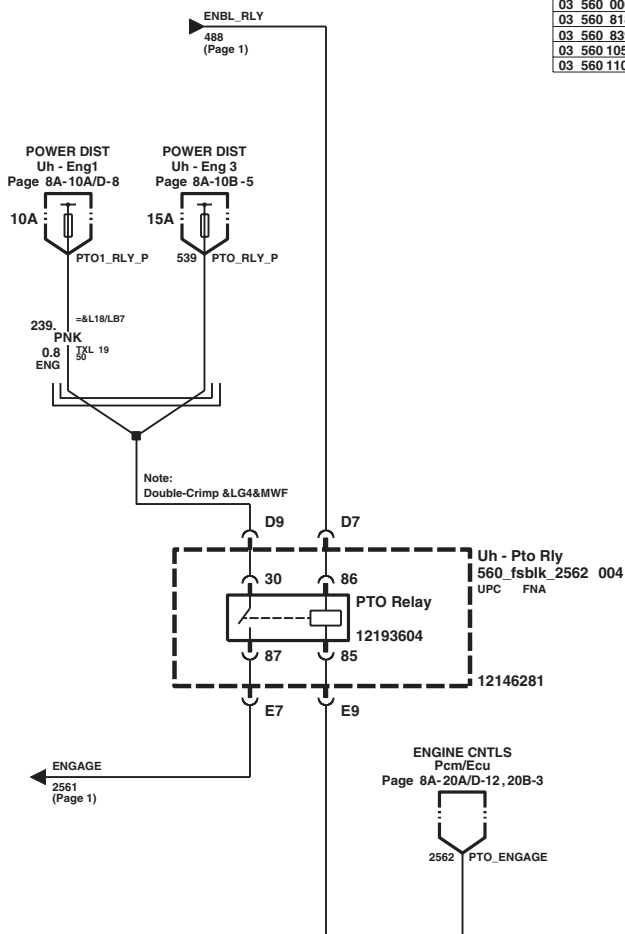 ENBL_RLY
488
(Page 1)
03 560 00
03 560 81
03 560 83
03 560 105
03 560 110
POWER DIST
Uh - Eng1
Page 8A-10A/D-8
POWER DIST
Uh - Eng 3
Page 8A-10B-5
10A
15A
PTO1_RLY_P
539 PTO_RLY_P
=&L18/LB7
239.
PNK
0.8
TXL 19
50
ENG
Note:
Double-Crimp &LG4&MWF
D9
D7
Uh - Pto Rly
560_fsblk_2562 004
UPC FNA
30
86
PTO Relay
12193604
87
85
12146281
E7
E9
ENGAGE
2561
(Page 1)
ENGINE CNTLS
Pcm/Ecu
Page 8A-20A/D-12,20B-3
2562 PTO_ENGAGE